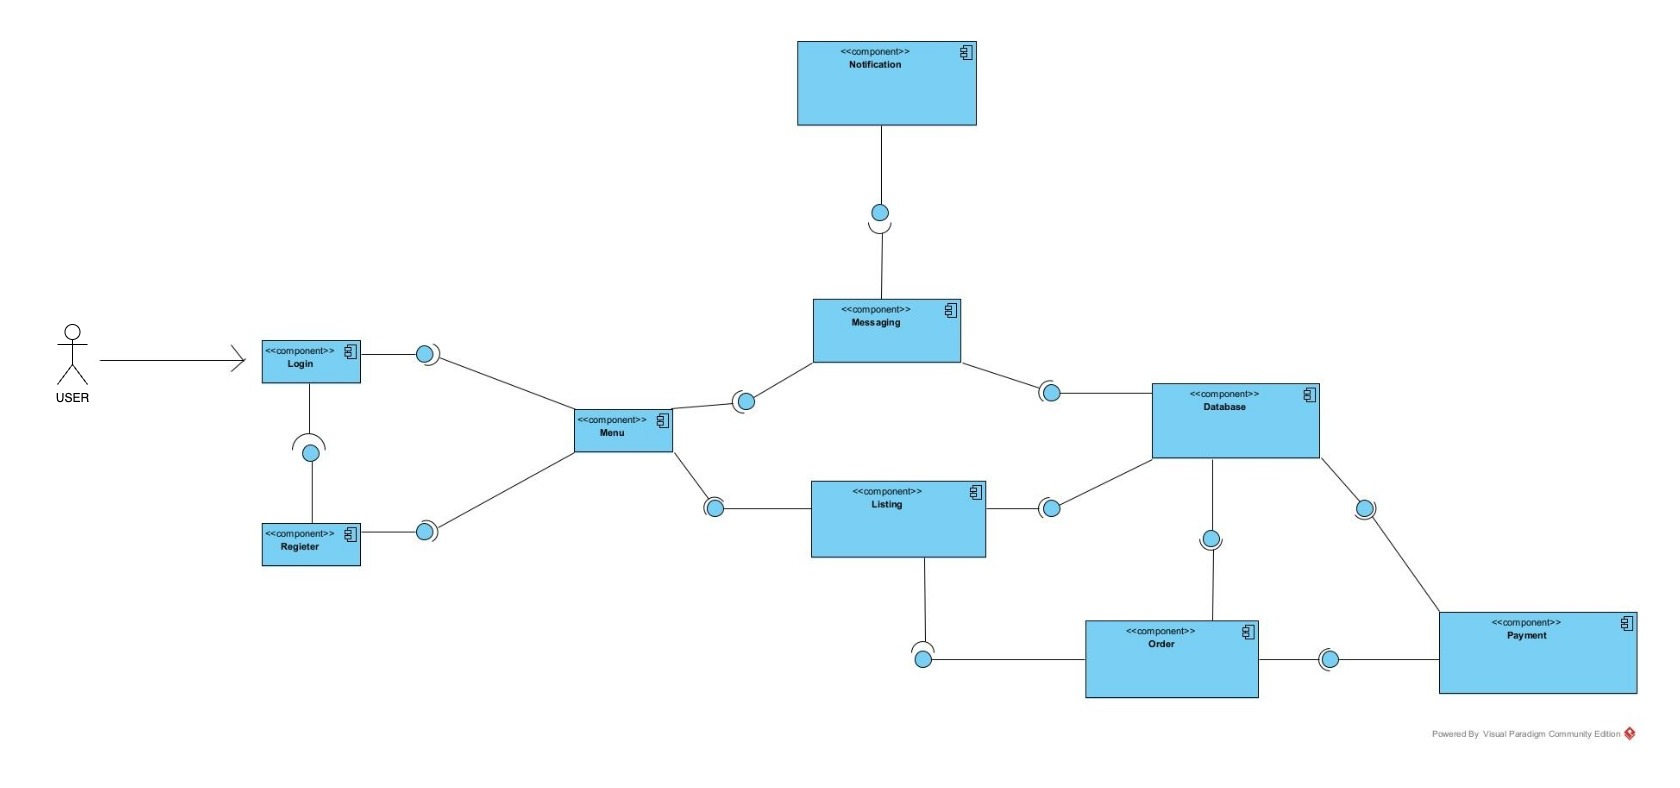 <<component>>
Notification
<<component>>
Messaging
<<component>>
Login
USER
<<component>>
Database
<<component>>
Menu
<<component>>
Listing
<<component>>
Regieter
<<component>>
Payment
<<component>>
Order
Powered By Visual Paradigm Community Edition